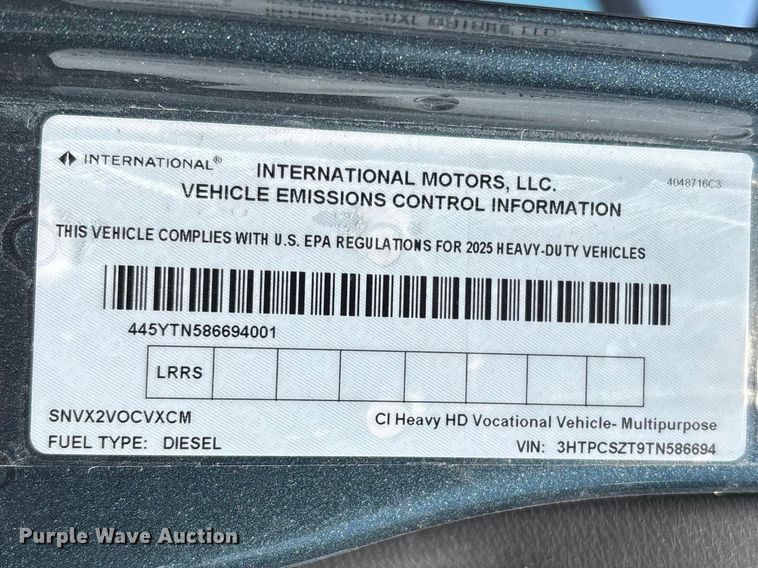 INTERNATIONAL®
INTERNATIONAL MOTORS, LLC.
4048716C3
VEHICLE EMISSIONS CONTROL INFORMATION
THIS VEHICLE COMPLIES WITH U.S. EPA REGULATIONS FOR 2025 HEAVY-DUTY VEHICLES
445YTN586694001
LRRS
SNVX2VOCVXCM
CI Heavy HD Vocational Vehicle- Multipurpose
FUEL TYPE: DIESEL
VIN: 3HTPCSZT9TN586694
Purple Wave Auction